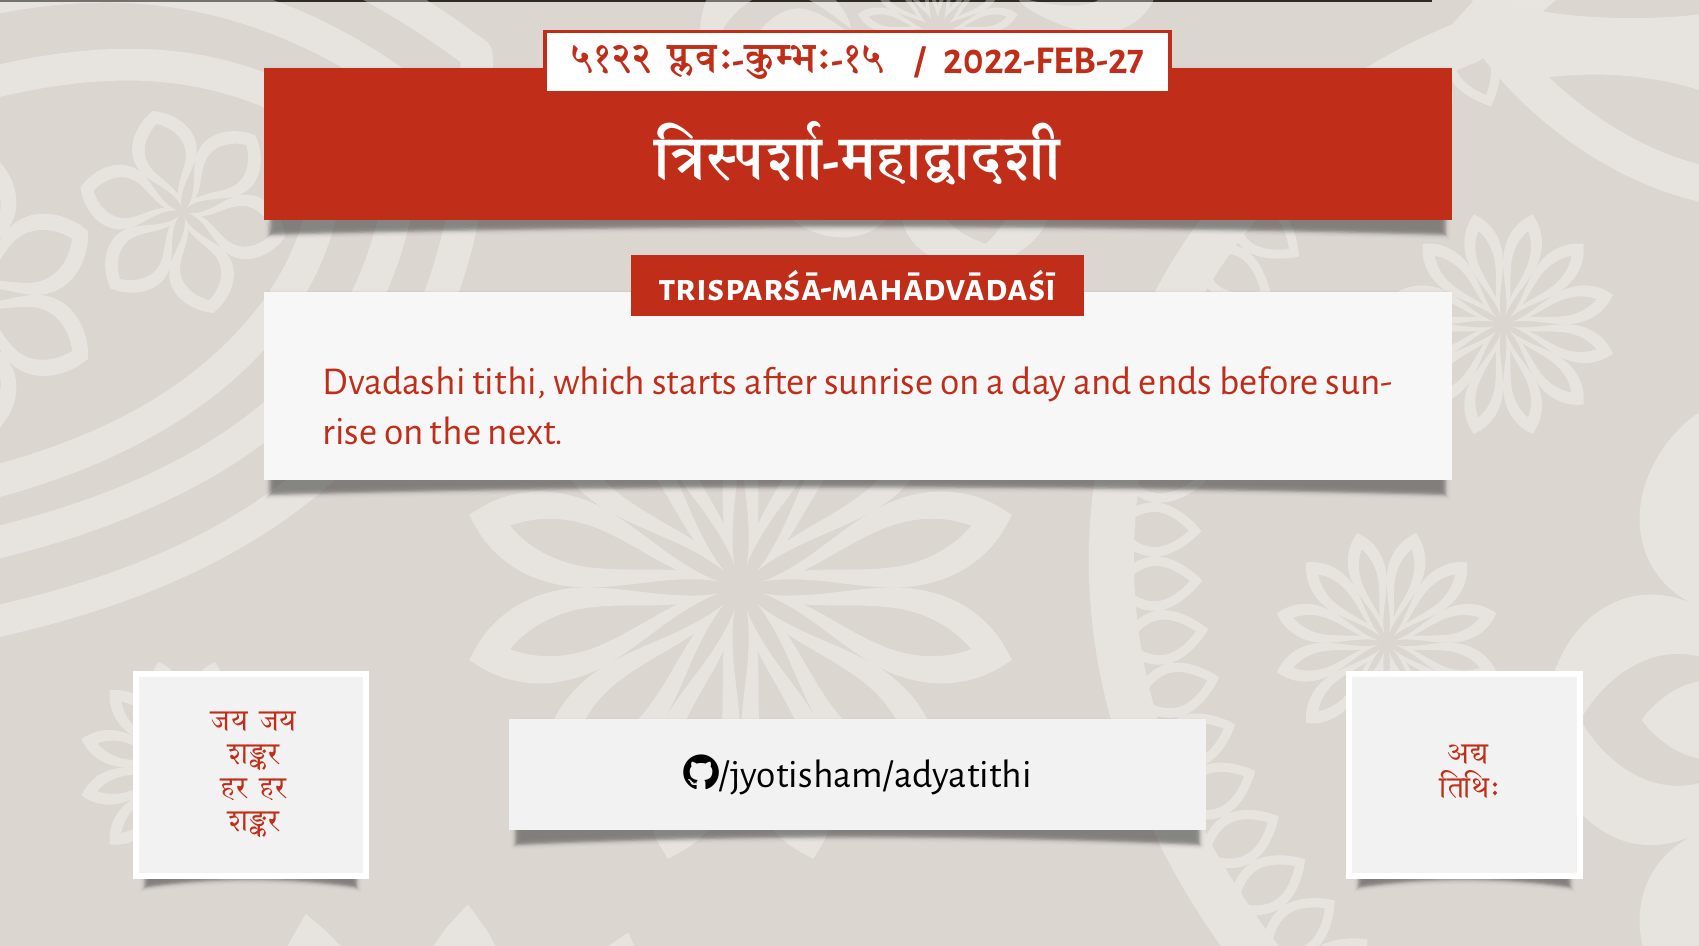 ५१२२ प्लवः-कुम्भः-१५ / 2022-FEB-27
त्रिस्पर्शा-महाद्वादशी
TRISPARŚĀ-MAHĀDVĀDAŚĪ
Dvadashi tithi, which starts after sunrise on a day and ends before sun-
rise on the next.
जय जय
शङ्कर
हर हर
शङ्कर
/jyotisham/adyatithi
अद्य
तिथिः